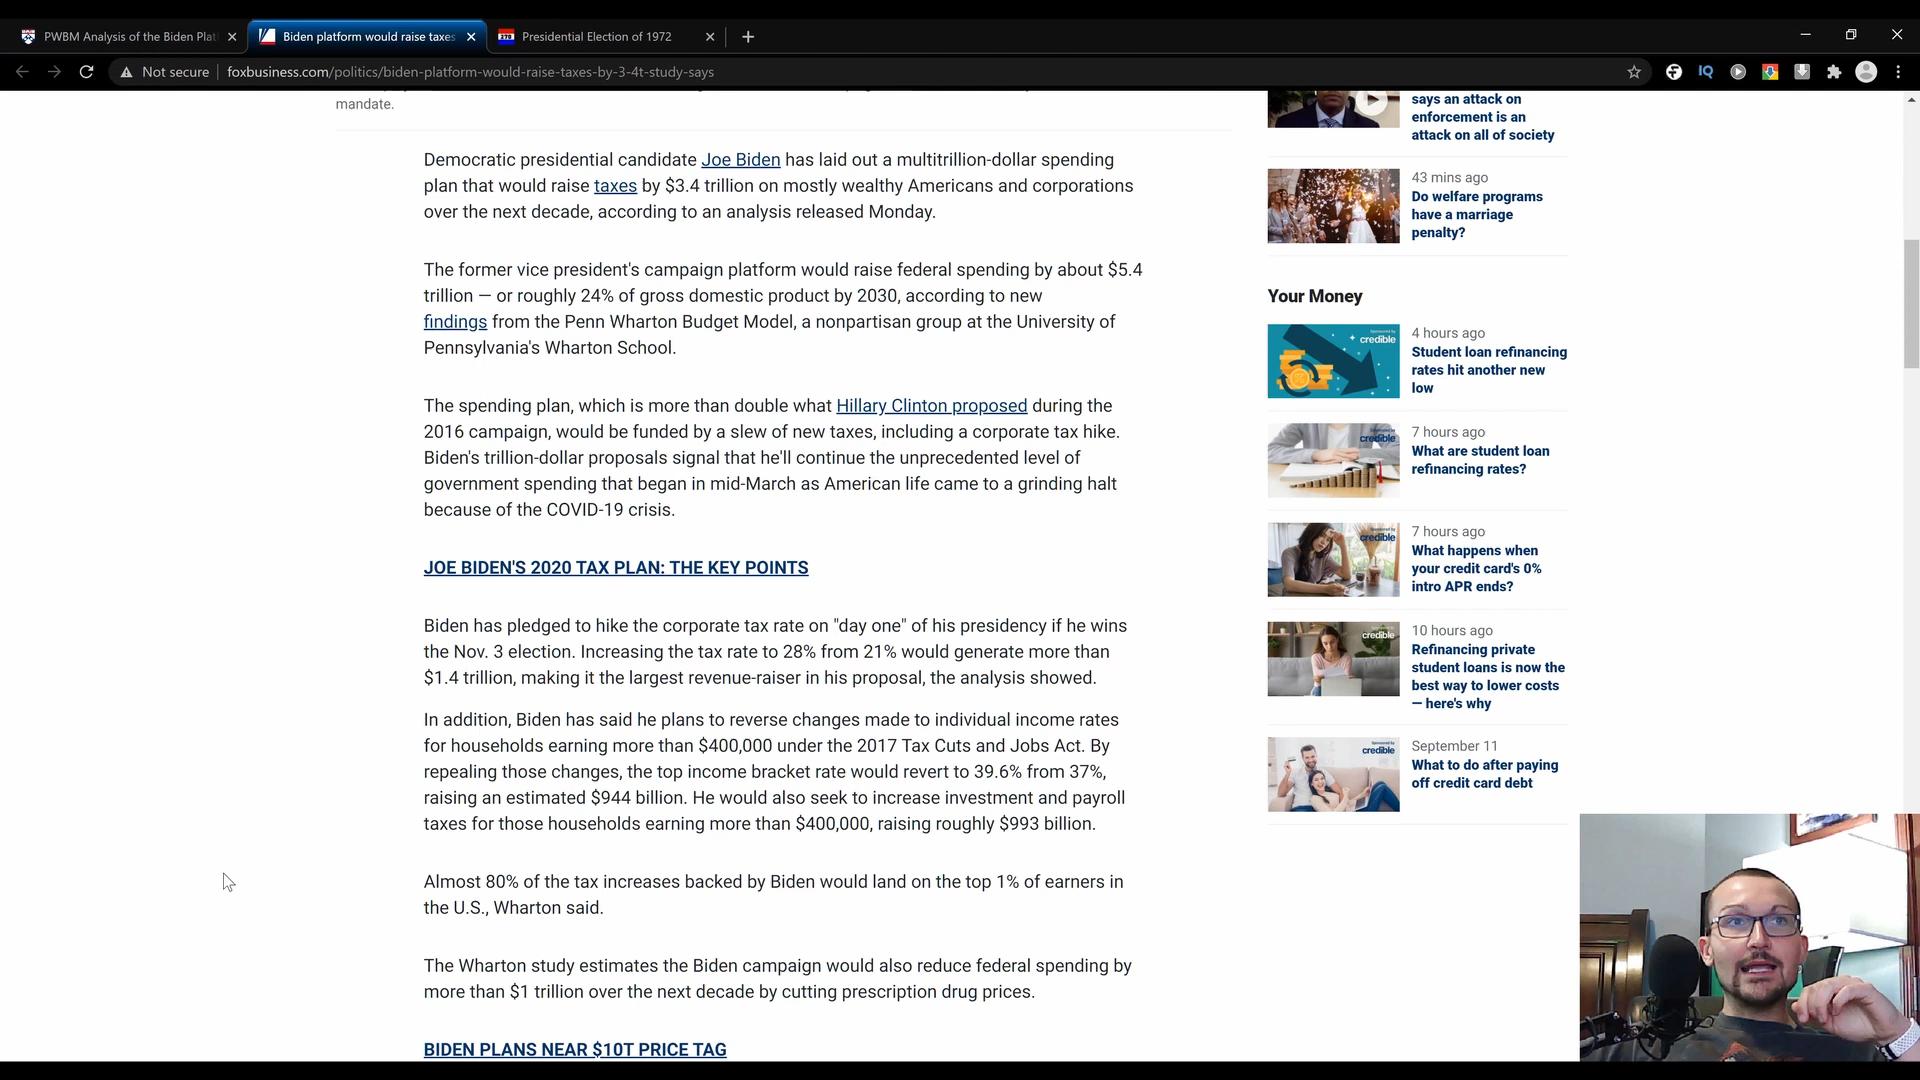 PWBM Analysis of the Biden Plat
Biden platform would raise taxes
Presidential Election of 1972
Not secure
foxbusiness.com/politics/biden-platform-would-raise-taxes-by-3-4t-study-says
mandate.
Democratic presidential candidate Joe Biden has laid out a multitrillion-dollar spending
plan that would raise taxes by $3.4 trillion on mostly wealthy Americans and corporations
over the next decade, according to an analysis released Monday.
The former vice president's campaign platform would raise federal spending by about $5.4
trillion — or roughly 24% of gross domestic product by 2030, according to new
findings from the Penn Wharton Budget Model, a nonpartisan group at the University of
Pennsylvania's Wharton School.
The spending plan, which is more than double what Hillary Clinton proposed during the
2016 campaign, would be funded by a slew of new taxes, including a corporate tax hike.
Biden's trillion-dollar proposals signal that he'll continue the unprecedented level of
government spending that began in mid-March as American life came to a grinding halt
because of the COVID-19 crisis.
JOE BIDEN'S 2020 TAX PLAN: THE KEY POINTS
Biden has pledged to hike the corporate tax rate on "day one" of his presidency if he wins
the Nov. 3 election. Increasing the tax rate to 28% from 21% would generate more than
$1.4 trillion, making it the largest revenue-raiser in his proposal, the analysis showed.
In addition, Biden has said he plans to reverse changes made to individual income rates
for households earning more than $400,000 under the 2017 Tax Cuts and Jobs Act. By
repealing those changes, the top income bracket rate would revert to 39.6% from 37%,
raising an estimated $944 billion. He would also seek to increase investment and payroll
taxes for those households earning more than $400,000, raising roughly $993 billion.
Almost 80% of the tax increases backed by Biden would land on the top 1% of earners in
the U.S., Wharton said.
The Wharton study estimates the Biden campaign would also reduce federal spending by
more than $1 trillion over the next decade by cutting prescription drug prices.
BIDEN PLANS NEAR $10T PRICE TAG
says an attack on
enforcement is an
attack on all of society
43 mins ago
Do welfare programs
have a marriage
penalty?
Your Money
credible
4 hours ago
Student loan refinancing
rates hit another new
low
credible
7 hours ago
What are student loan
refinancing rates?
credible
7 hours ago
What happens when
your credit card's 0%
intro APR ends?
credible
10 hours ago
Refinancing private
student loans is now the
best way to lower costs
— here's why
credible
September 11
What to do after paying
off credit card debt